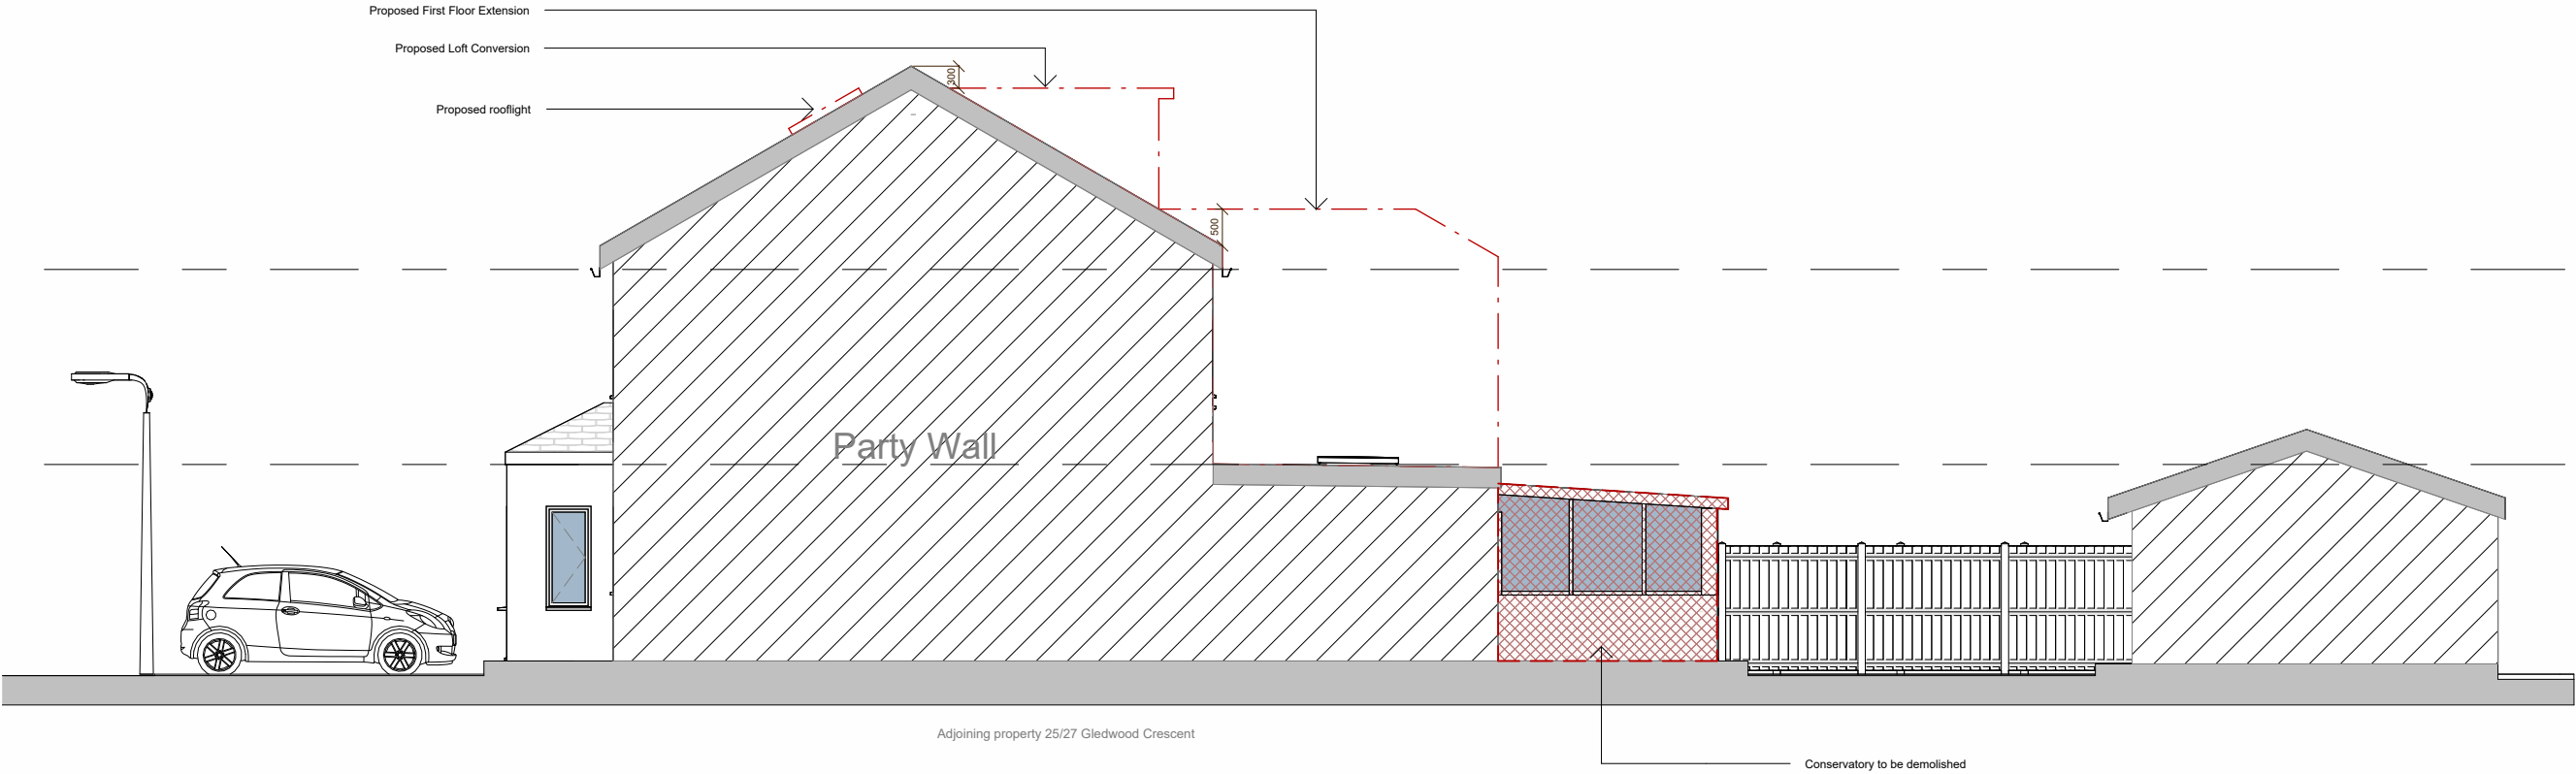 Proposed First Floor Extension
Proposed Loft Conversion
300
Proposed rooflight
500
Party Wall
Adjoining property 25/27 Gledwood Crescent
Conservatory to be demolished